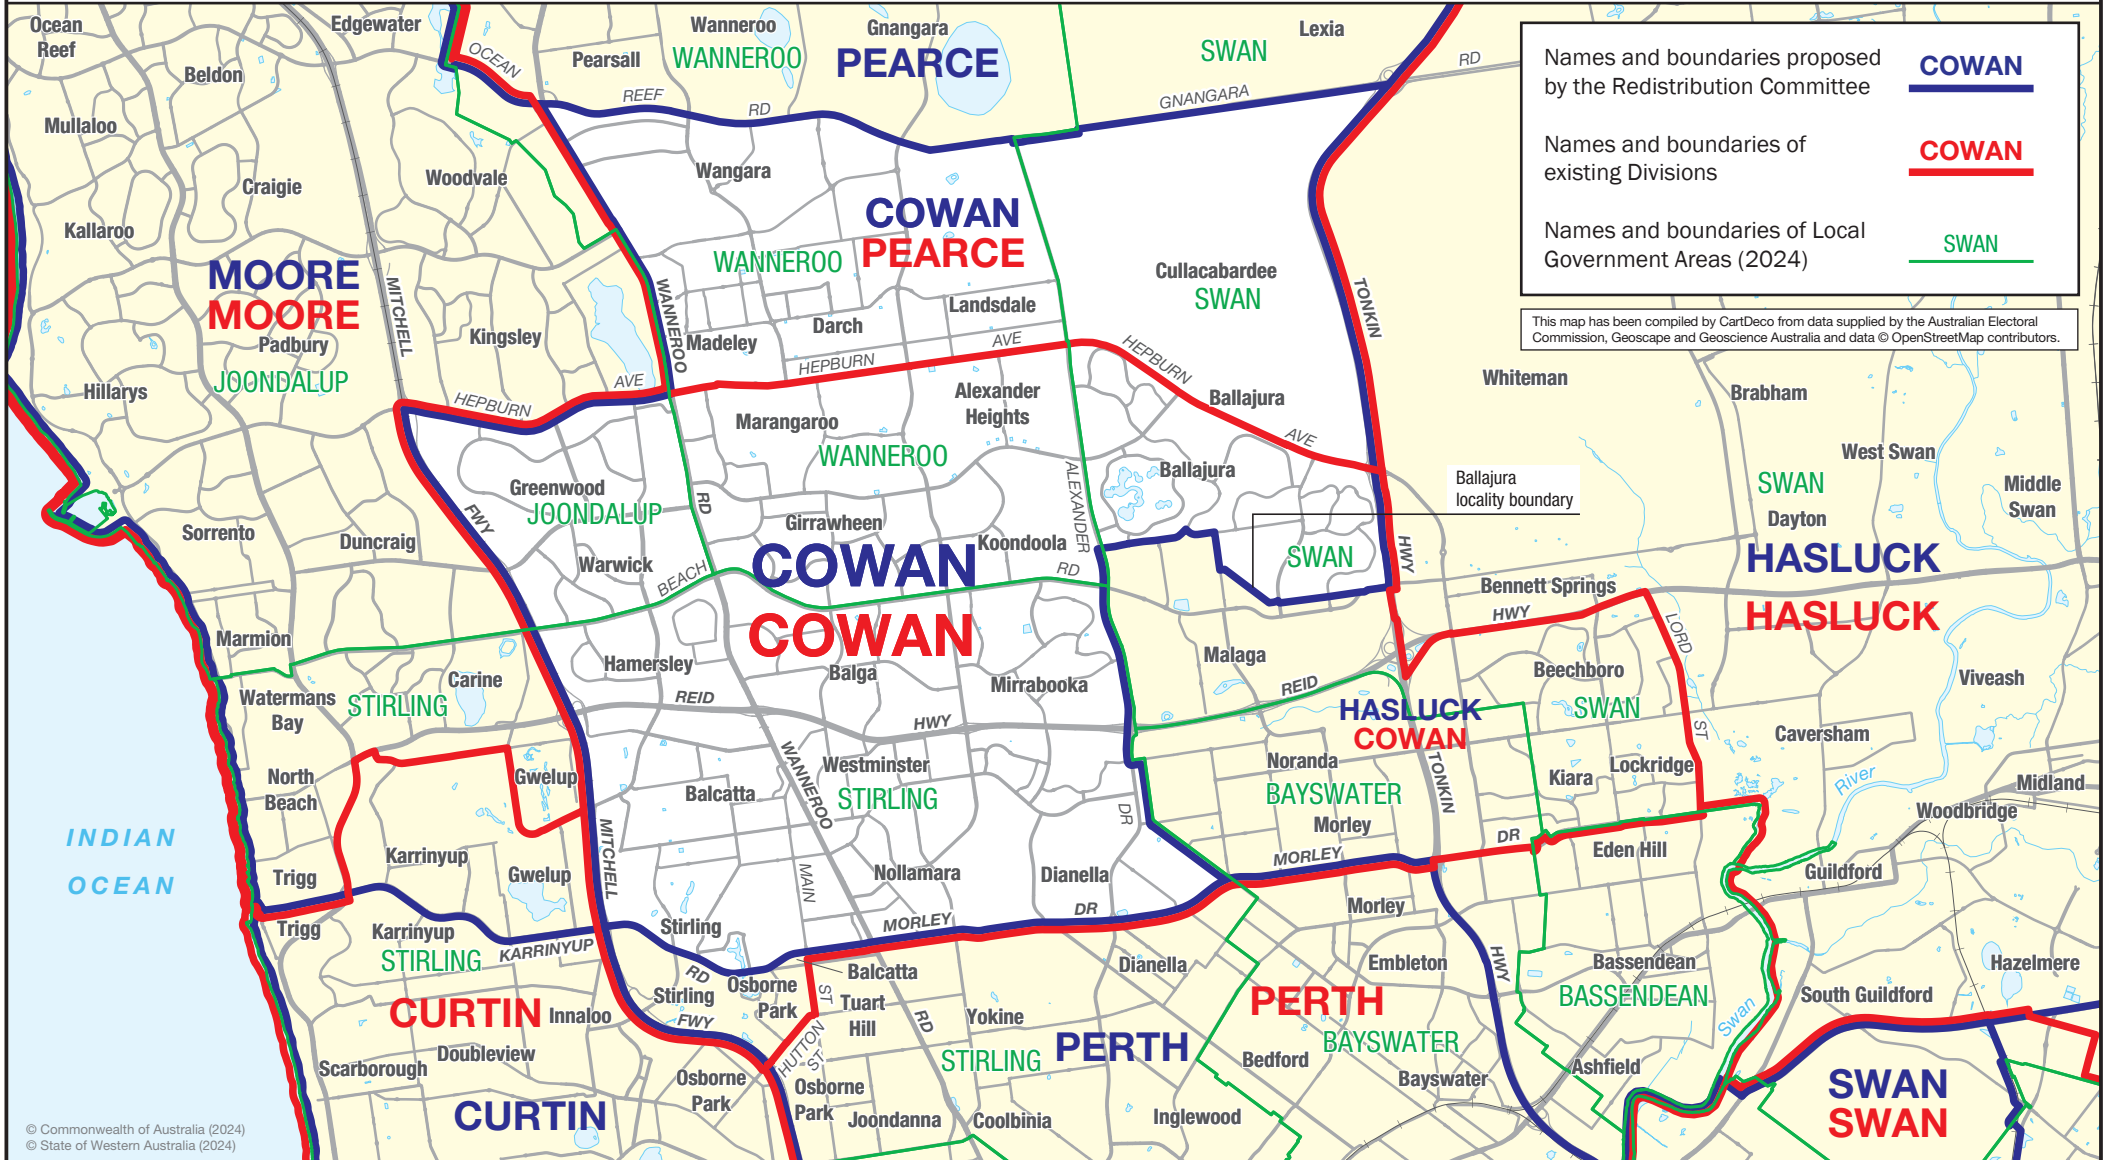 Ocean
Reef
Edgewater
Wanneroo
Gnangara
Lexia
WANNEROO
SWAN
PEARCE
Pearsall
OCEAN
REEF
RD
GNANGARA
RD
Beldon
Mullaloo
Craigie
Woodvale
Wangara
Kallaroo
COWAN
PEARCE
WANNEROO
MOORE
MOORE
Padbury
JOONDALUP
MITCHELL
Kingsley
WANNEROO
Madeley
Darch
Landsdale
Cullacabardee
SWAN
TONKIN
Names and boundaries proposed
by the Redistribution Committee
COWAN
Names and boundaries of
existing Divisions
COWAN
Names and boundaries of Local
Government Areas (2024)
SWAN
This map has been compiled by CartDeco from data supplied by the Australian Electoral
Commission, Geoscape and Geoscience Australia and data © OpenStreetMap contributors.
Hillarys
HEPBURN
AVE
HEPBURN
AVE
HEPBURN
AVE
Ballajura
Whiteman
Brabham
Marangaroo
Alexander
Heights
WANNEROO
Ballajura
Ballajura
locality boundary
West Swan
SWAN
Middle
Swan
Dayton
Greenwood
JOONDALUP
RD
FWY
Sorrento
Duncraig
Girrawheen
Koondoola
ALEXANDER
Warwick
BEACH
RD
COWAN
COWAN
SWAN
HWY
Bennett Springs
HWY
LORD
HASLUCK
HASLUCK
Marmion
Hamersley
Balga
Mirrabooka
Malaga
REID
Beechboro
SWAN
Viveash
Carine
Watermans
Bay
STIRLING
REID
HWY
HASLUCK
COWAN
ST
Caversham
North
Beach
Gwelup
WANNEROO
Westminster
STIRLING
Balcatta
DR
Noranda
BAYSWATER
Morley
TONKIN
Kiara
Lockridge
River
Midland
Woodbridge
INDIAN
OCEAN
MITCHELL
Karrinyup
Gwelup
Trigg
MAIN
Nollamara
Dianella
MORLEY
DR
Eden Hill
Guildford
Trigg
Karrinyup
STIRLING
KARRINYUP
Stirling
MORLEY
DR
Morley
RD
Stirling
Osborne
Park
Balcatta
ST
Tuart
Hill
RD
Dianella
Embleton
HWY
Bassendean
BASSENDEAN
Hazelmere
South Guildford
CURTIN
Innaloo
FWY
Yokine
PERTH
PERTH
BAYSWATER
Swan
HUTTON
ST
STIRLING
Scarborough
Doubleview
Osborne
Park
Osborne
Park
Bedford
Bayswater
Ashfield
CURTIN
Joondanna
Coolbinia
Inglewood
SWAN
SWAN
© Commonwealth of Australia (2024)
© State of Western Australia (2024)